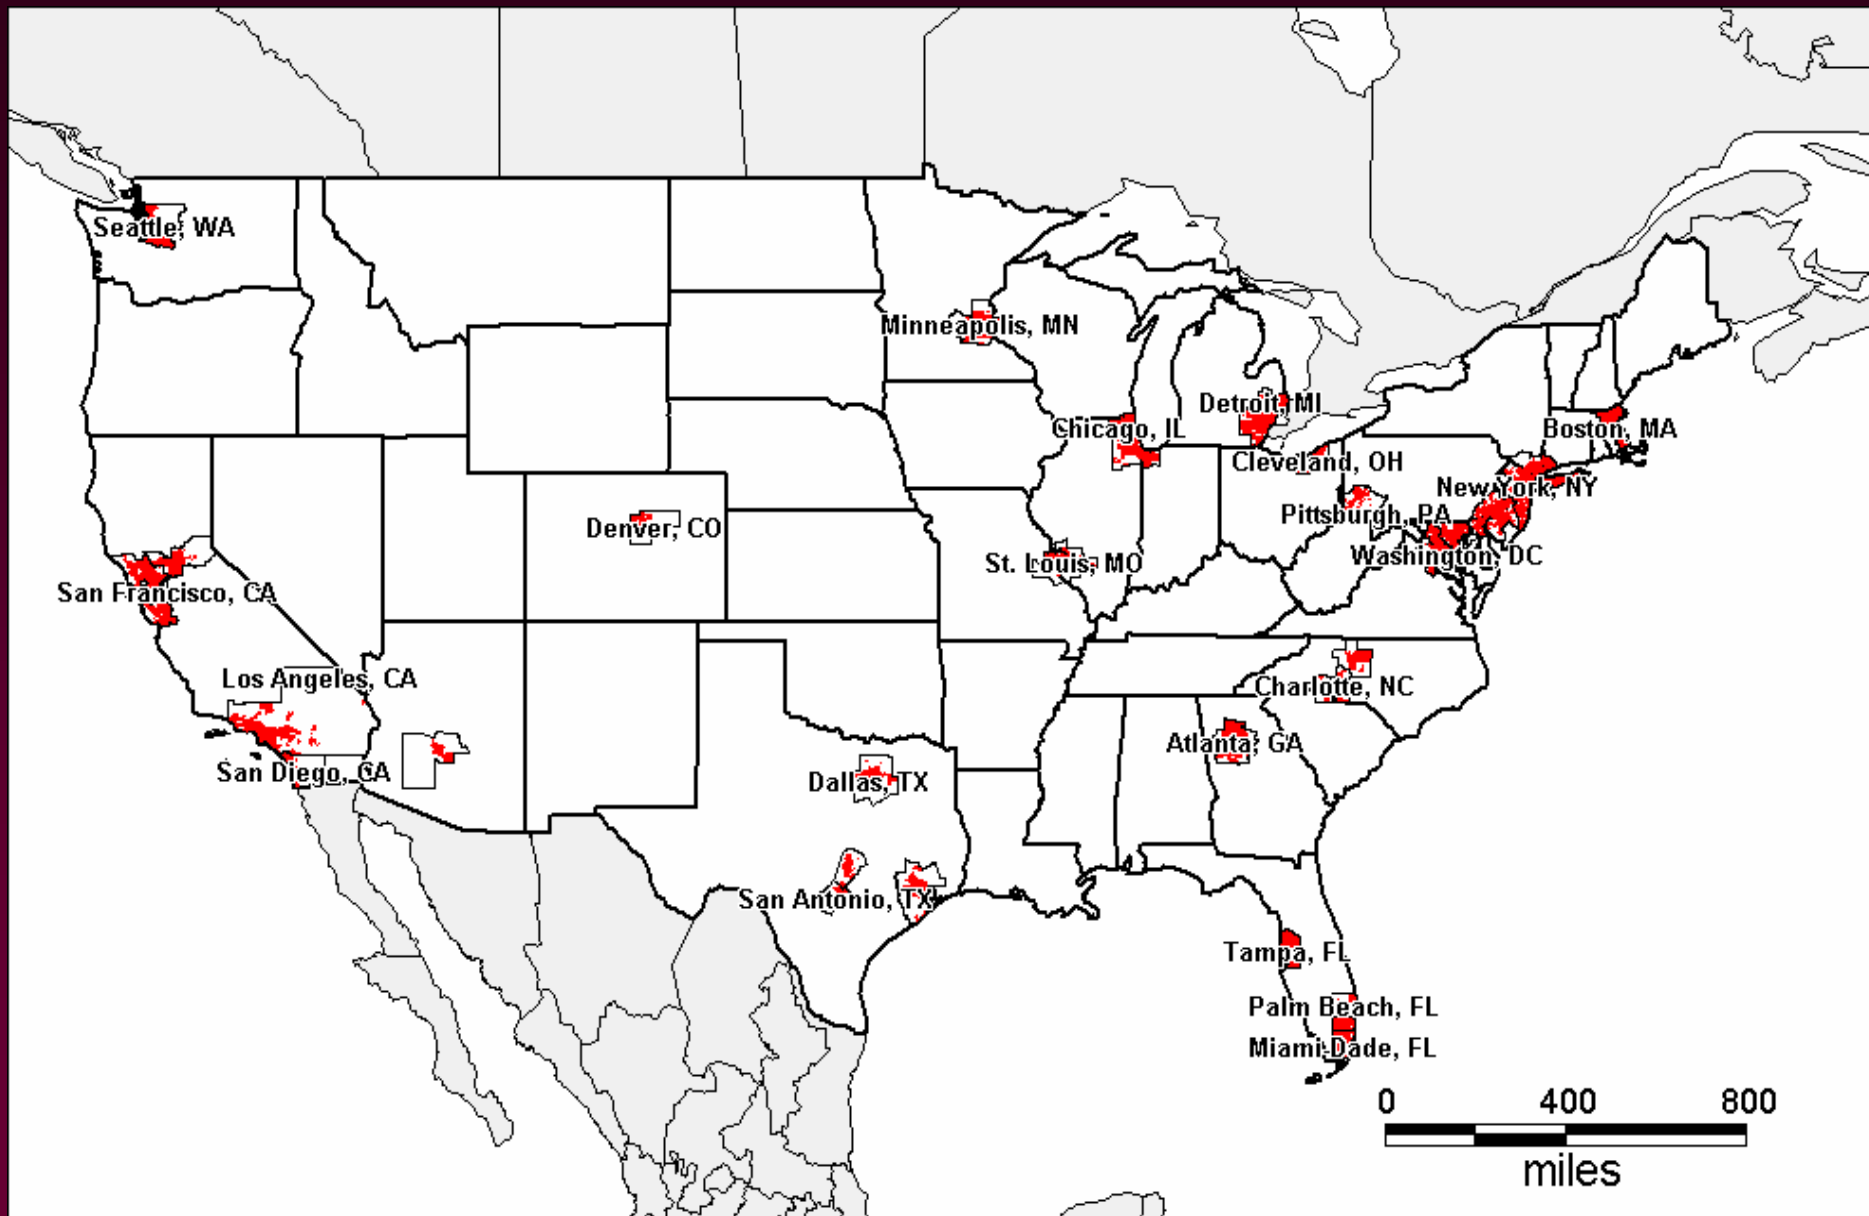 Seattle, WA
Minneapolis, MN
Detroit, MI
Chicago, IL
Boston, MA
Cleveland, OH
New York, NY
Pittsburgh, PA
Denver, CO
Washington, DC
St. Louis, MO
San Francisco, CA
Los Angeles, CA
Charlotte, NC
Atlanta, GA
San Diego, CA
Dallas, TX
San Antonio, TX
Tampa, FL
Palm Beach, FL
Miami-Dade, FL
0 400 800
miles